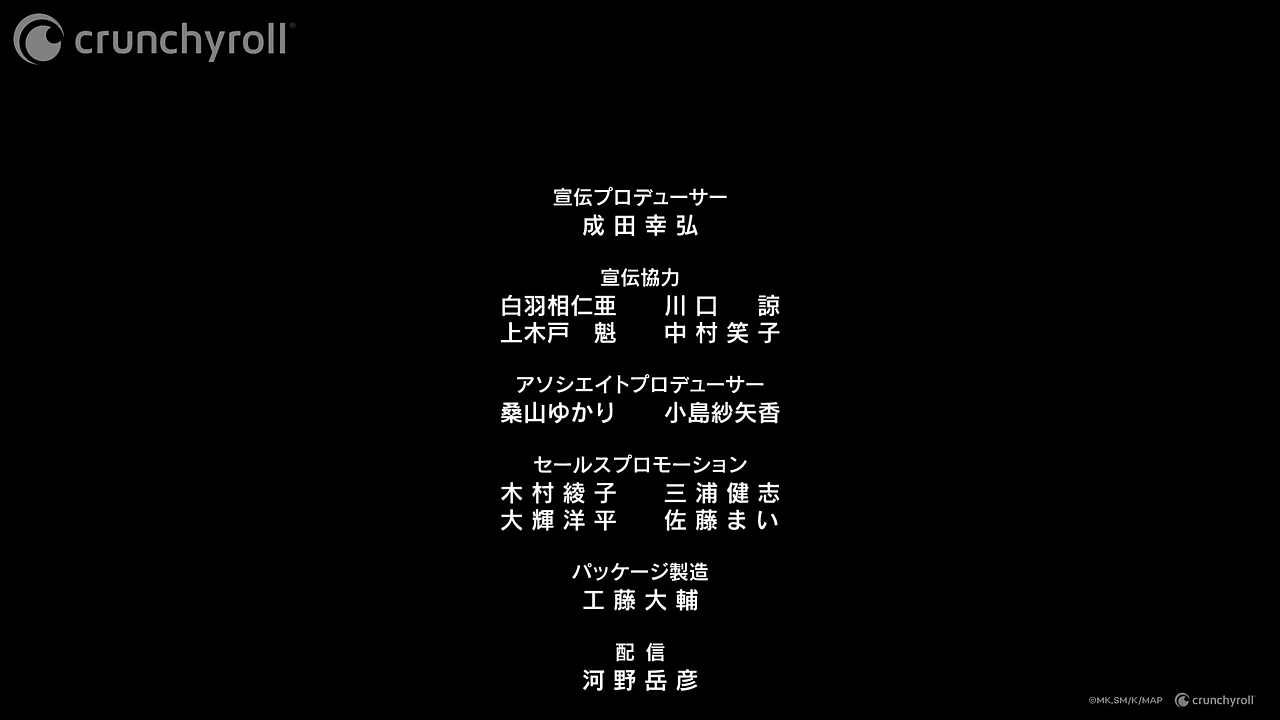 crunchyroll
宣伝プロデューサー
成田幸弘
宣伝協力
白羽相仁亜 川口 諒
上木戸 魁 中村笑子
アソシエイトプロデューサー
桑山ゆかり 小島紗矢香
セールスプロモーション
木村綾子 三浦健志
大輝洋平 佐藤まい
パッケージ製造
工藤大輔
配信
河野岳彦
©MK,SM/K/MAP crunchyroll